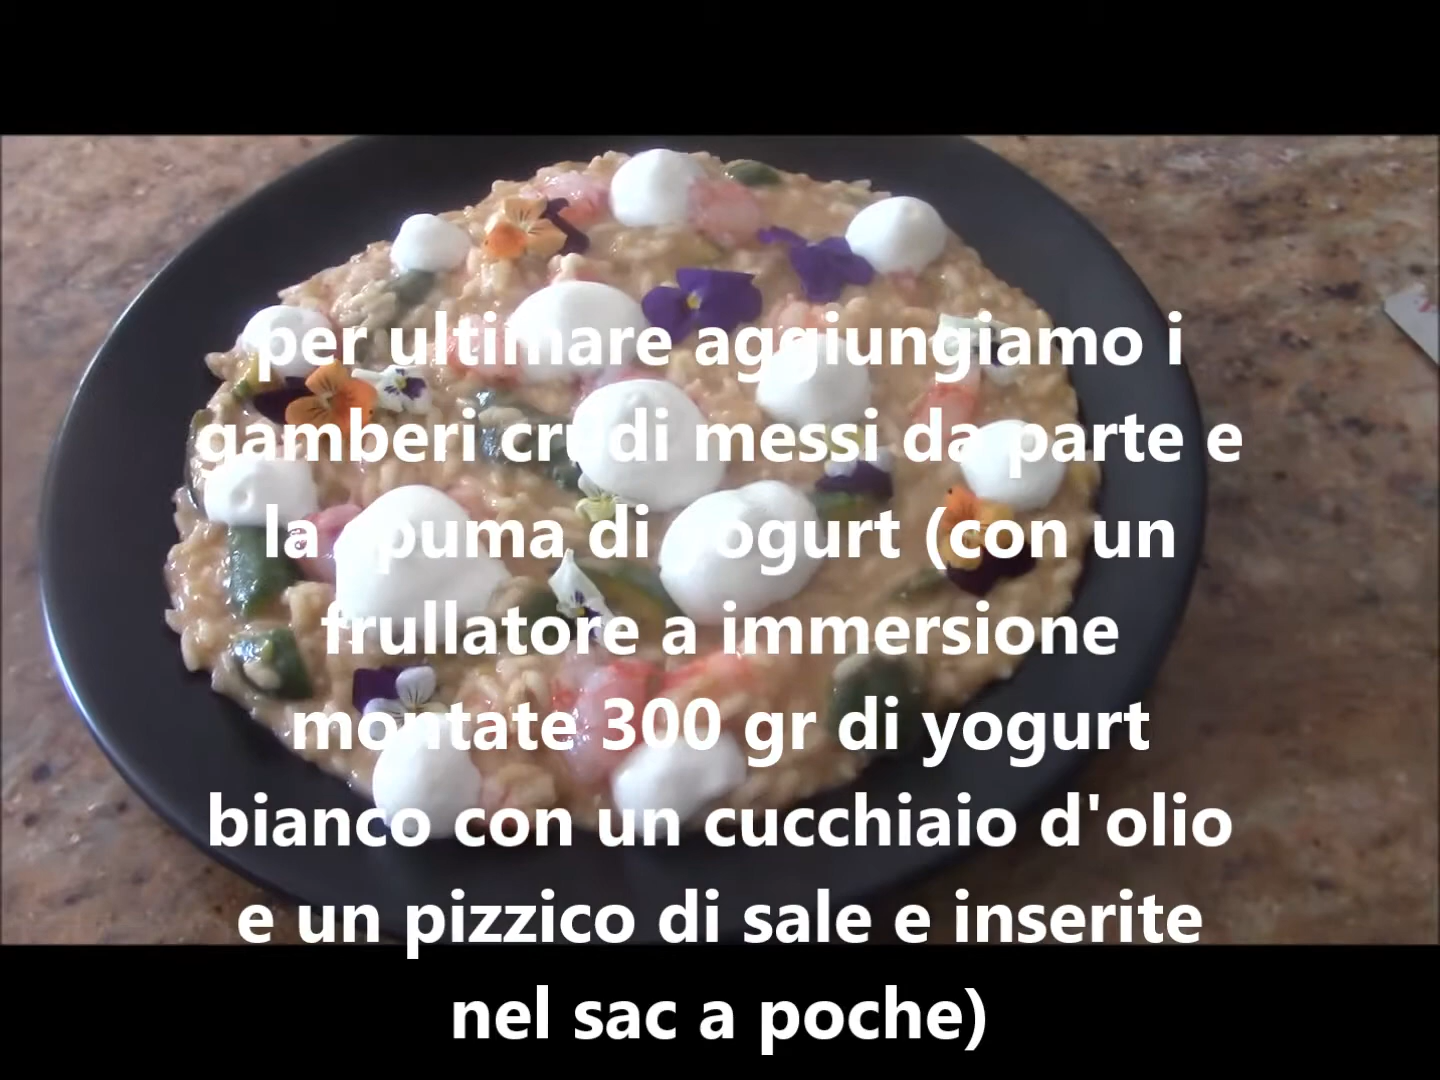 per ultimare aggiungiamo i
gamberi crudi messi da parte e
la spuma di yogurt (con un
frullatore a immersione
montate 300 gr di yogurt
bianco con un cucchiaio d'olio
e un pizzico di sale e inserite
nel sac a poche)